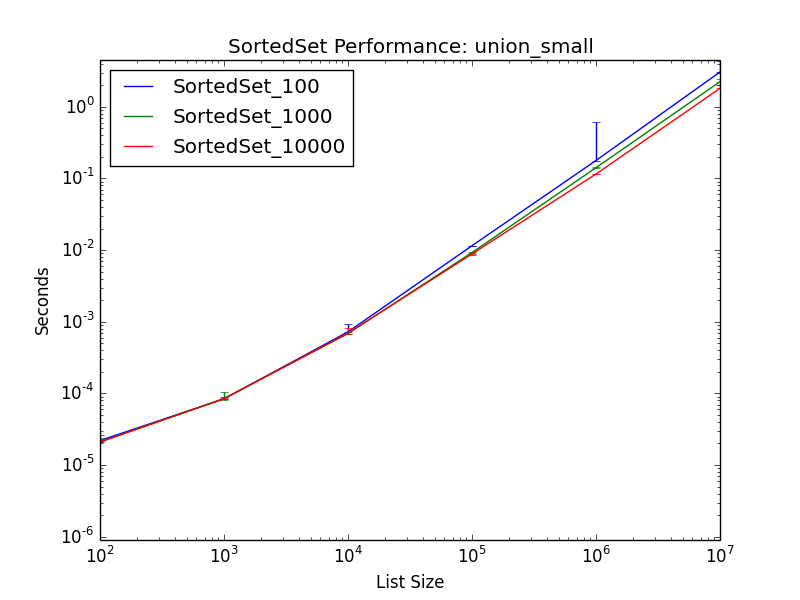 SortedSet Performance: union_small
SortedSet_100
SortedSet_1000
SortedSet_10000
10^0
10^-1
10^-2
10^-3
10^-4
10^-5
10^-6
Seconds
10^2 10^3 10^4 10^5 10^6 10^7
List Size